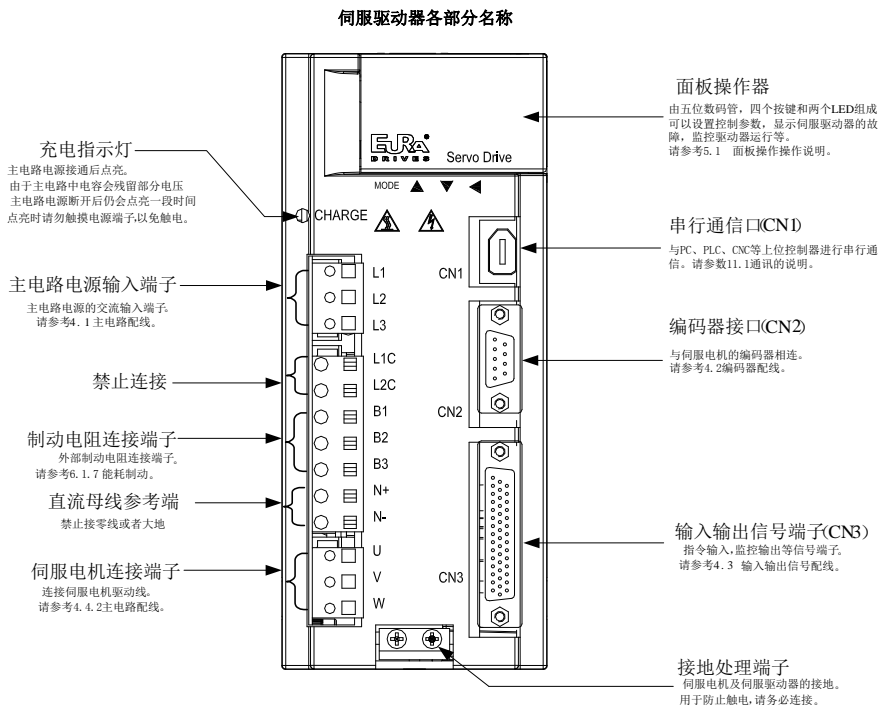 伺服驱动器各部分名称
充电指示灯
主电路电源接通后点亮。
由于主电路中电容会残留部分电压
主电路电源断开后仍会点亮一段时间
点亮时请勿触摸电源端子,以免触电。
主电路电源输入端子
主电路电源的交流输入端子。
请参考4.1主电路配线。
禁止连接
制动电阻连接端子
外部制动电阻连接端子。
请参考6.1.7能耗制动。
直流母线参考端
禁止接零线或者大地
伺服电机连接端子
连接伺服电机驱动线。
请参考4.4.2主电路配线。
EURA®
DRIVES
Servo Drive
MODE
CHARGE
L1
L2
L3
L1C
L2C
B1
B2
B3
N+
N-
U
V
W
CN1
CN2
CN3
面板操作器
由五位数码管，四个按键和两个LED组成
可以设置控制参数，显示伺服驱动器的故
障，监控驱动器运行等。
请参考5.1 面板操作操作说明。
串行通信口(CN1)
与PC、PLC、CNC等上位控制器进行串行通
信。请参数11.1通讯的说明。
编码器接口(CN2)
与伺服电机的编码器相连。
请参考4.2编码器配线。
输入输出信号端子(CN3)
指令输入,监控输出等信号端子。
请参考4.3 输入输出信号配线。
接地处理端子
伺服电机及伺服驱动器的接地。
用于防止触电,请务必连接。